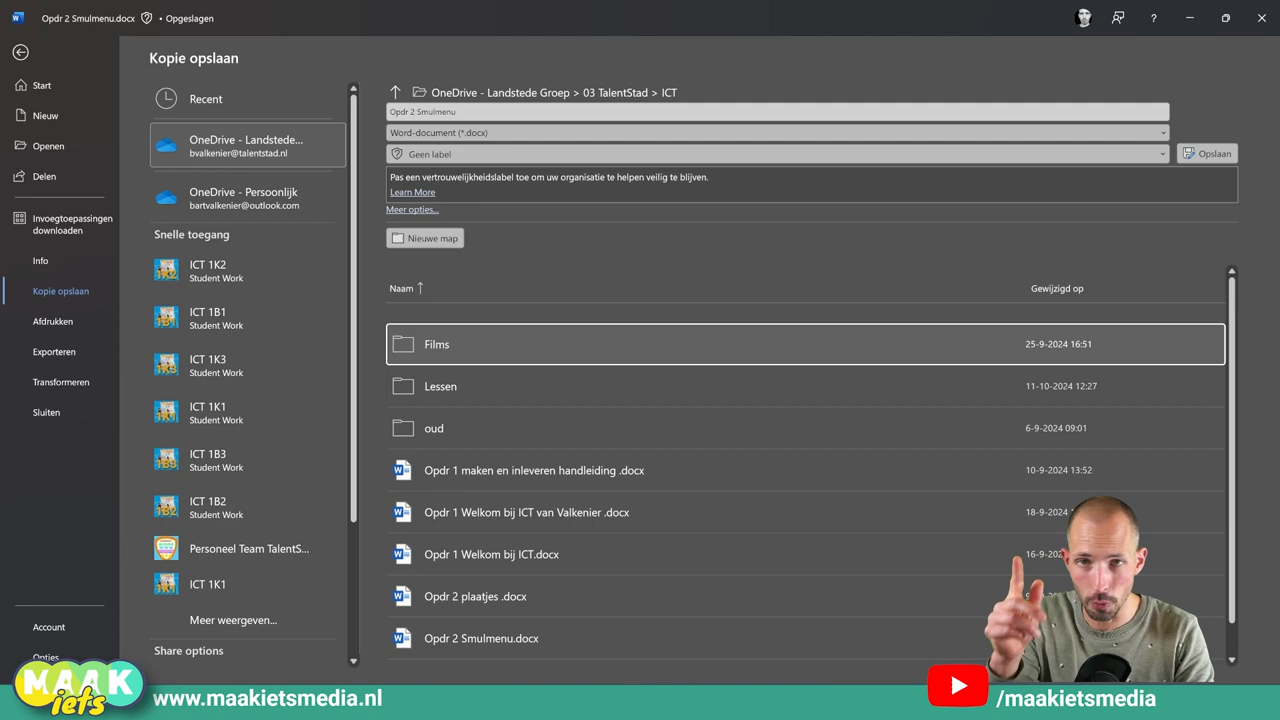 Opdr 2 Smulmenu.docx • Opgeslagen
?
Kopie opslaan
Start
Nieuw
Openen
Delen
Invoegtoepassingen
downloaden
Info
Kopie opslaan
Afdrukken
Exporteren
Transformeren
Sluiten
Account
Opties
Recent
OneDrive - Landstede...
bvalkenier@talentstad.nl
OneDrive - Persoonlijk
bartvalkenier@outlook.com
Snelle toegang
ICT 1K2
Student Work
ICT 1B1
Student Work
ICT 1K3
Student Work
ICT 1K1
Student Work
ICT 1B3
Student Work
ICT 1B2
Student Work
Personeel Team TalentS...
ICT 1K1
Meer weergeven...
Share options
OneDrive - Landstede Groep > 03 TalentStad > ICT
Opdr 2 Smulmenu
Word-document (*.docx)
Geen label
Opslaan
Pas een vertrouwelijkheidslabel toe om uw organisatie te helpen veilig te blijven.
Learn More
Meer opties...
Nieuwe map
Naam ↑ Gewijzigd op
Films 25-9-2024 16:51
Lessen 11-10-2024 12:27
oud 6-9-2024 09:01
Opdr 1 maken en inleveren handleiding .docx 10-9-2024 13:52
Opdr 1 Welkom bij ICT van Valkenier .docx 18-9-2024
Opdr 1 Welkom bij ICT.docx 16-9-202
Opdr 2 plaatjes .docx
Opdr 2 Smulmenu.docx
MAAK
iets
www.maakietsmedia.nl
/maakietsmedia